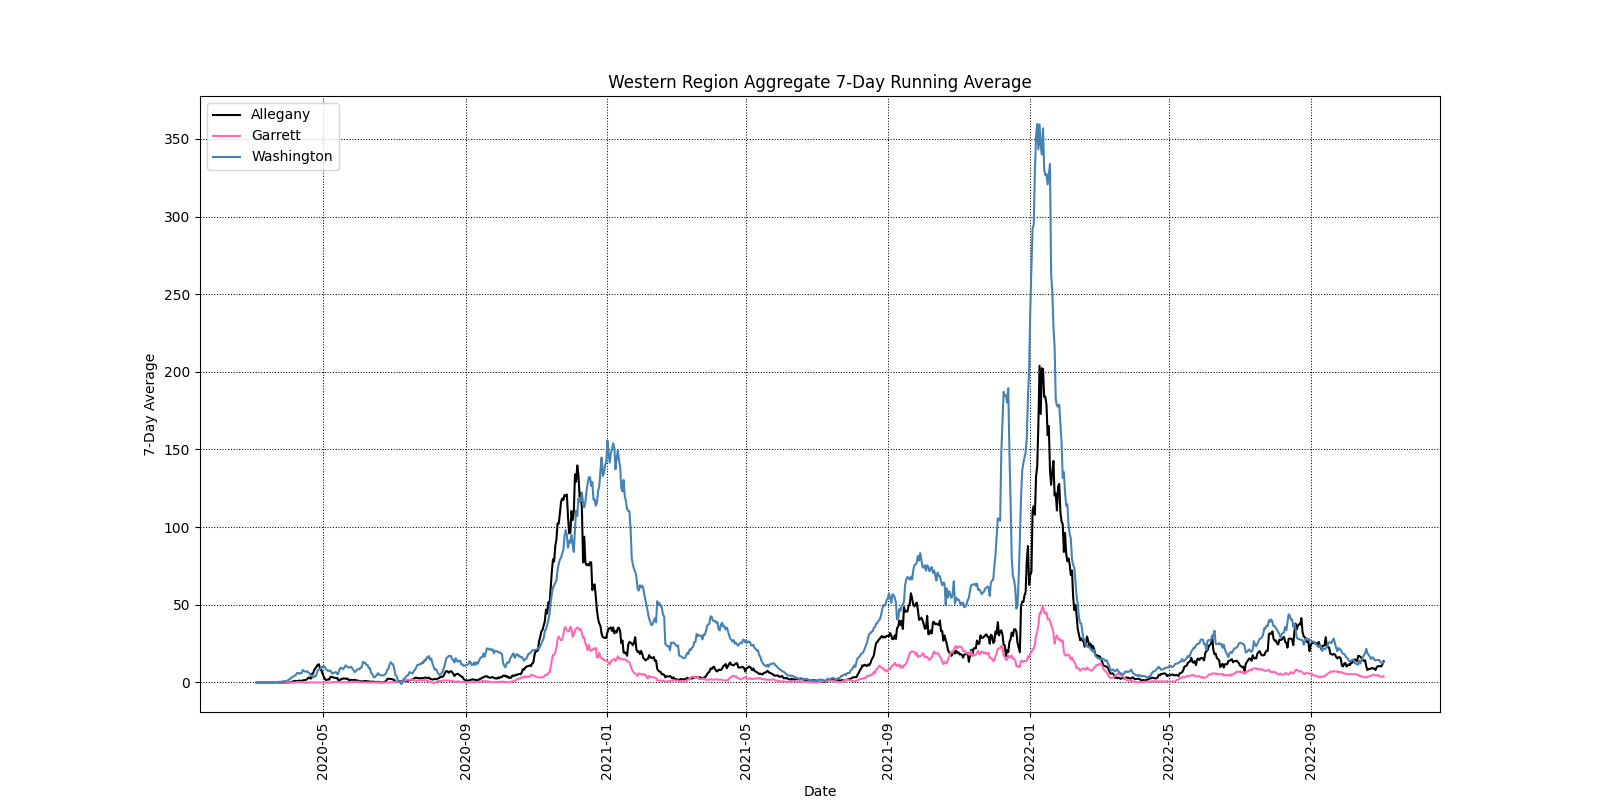 Western Region Aggregate 7-Day Running Average
Allegany
Garrett
Washington
350
300
250
200
150
100
50
0
7-Day Average
2020-05
2020-09
2021-01
2021-05
2021-09
2022-01
2022-05
2022-09
Date